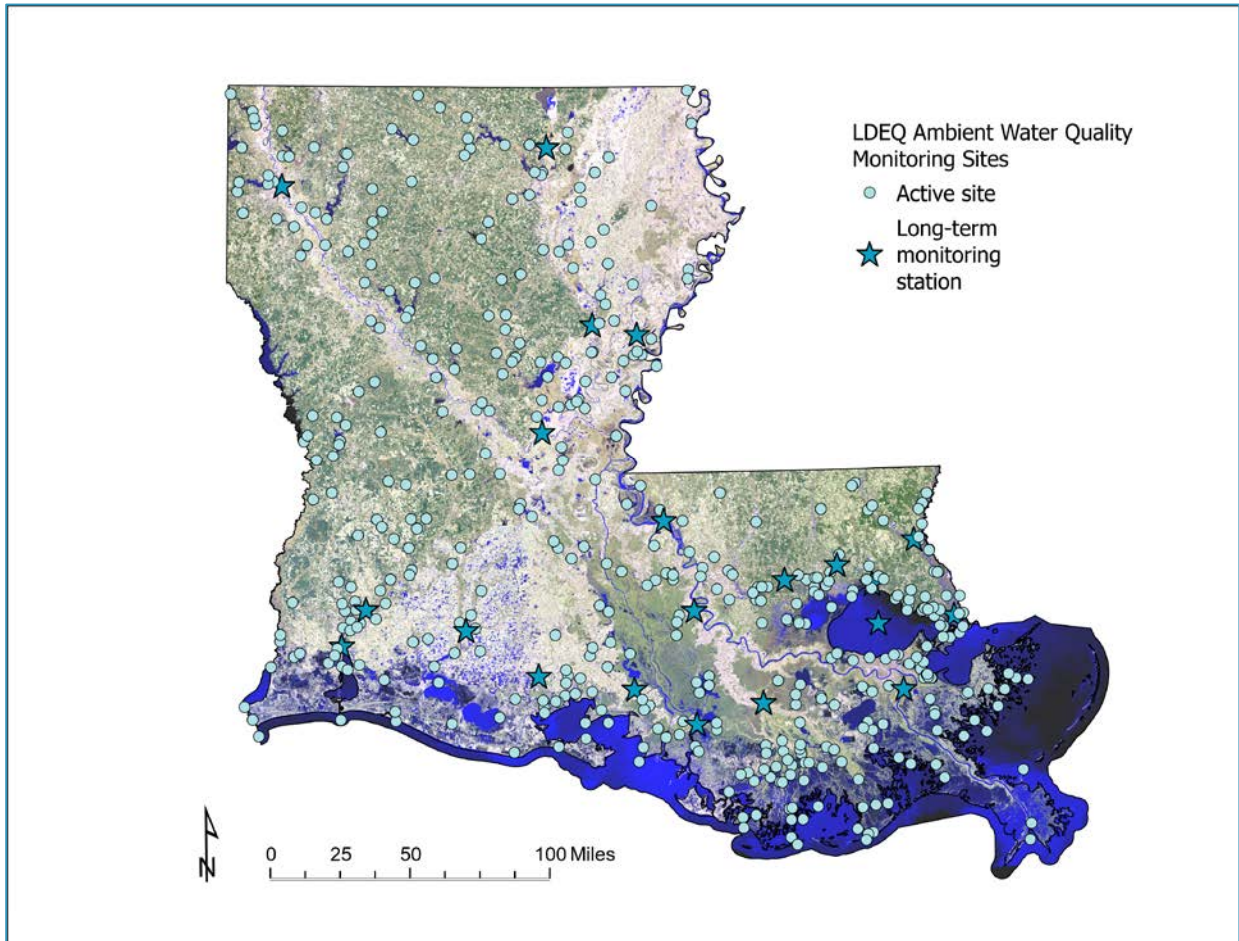 LDEQ Ambient Water Quality
Monitoring Sites
Active site
Long-term
monitoring
station
N
0 25 50 100 Miles